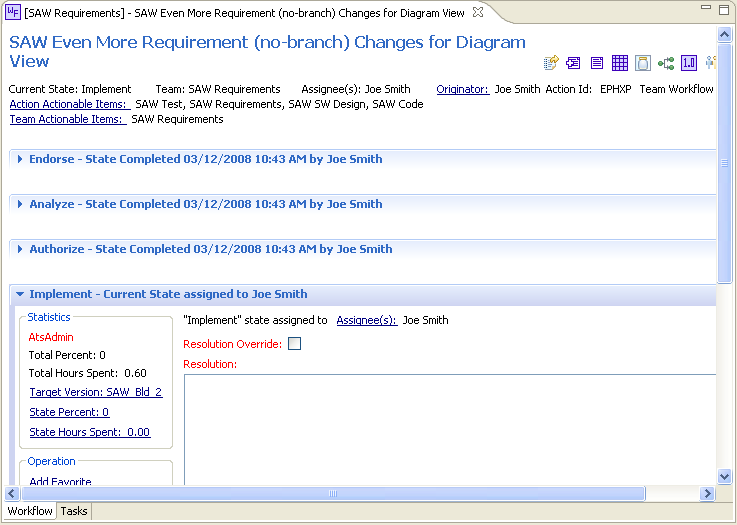 [SAW Requirements] - SAW Even More Requirement (no-branch) Changes for Diagram View
SAW Even More Requirement (no-branch) Changes for Diagram
View
1.0
Current State: Implement Team: SAW Requirements Assignee(s): Joe Smith Originator: Joe Smith Action Id: EPHXP Team Workflow
Action Actionable Items: SAW Test, SAW Requirements, SAW SW Design, SAW Code
Team Actionable Items: SAW Requirements
Endorse - State Completed 03/12/2008 10:43 AM by Joe Smith
Analyze - State Completed 03/12/2008 10:43 AM by Joe Smith
Authorize - State Completed 03/12/2008 10:43 AM by Joe Smith
Implement - Current State assigned to Joe Smith
Statistics
AtsAdmin
Total Percent: 0
Total Hours Spent: 0.60
Target Version: SAW_Bld_2
State Percent: 0
State Hours Spent: 0.00
Operation
Add Favorite
"Implement" state assigned to Assignee(s): Joe Smith
Resolution Override:
Resolution:
Workflow Tasks